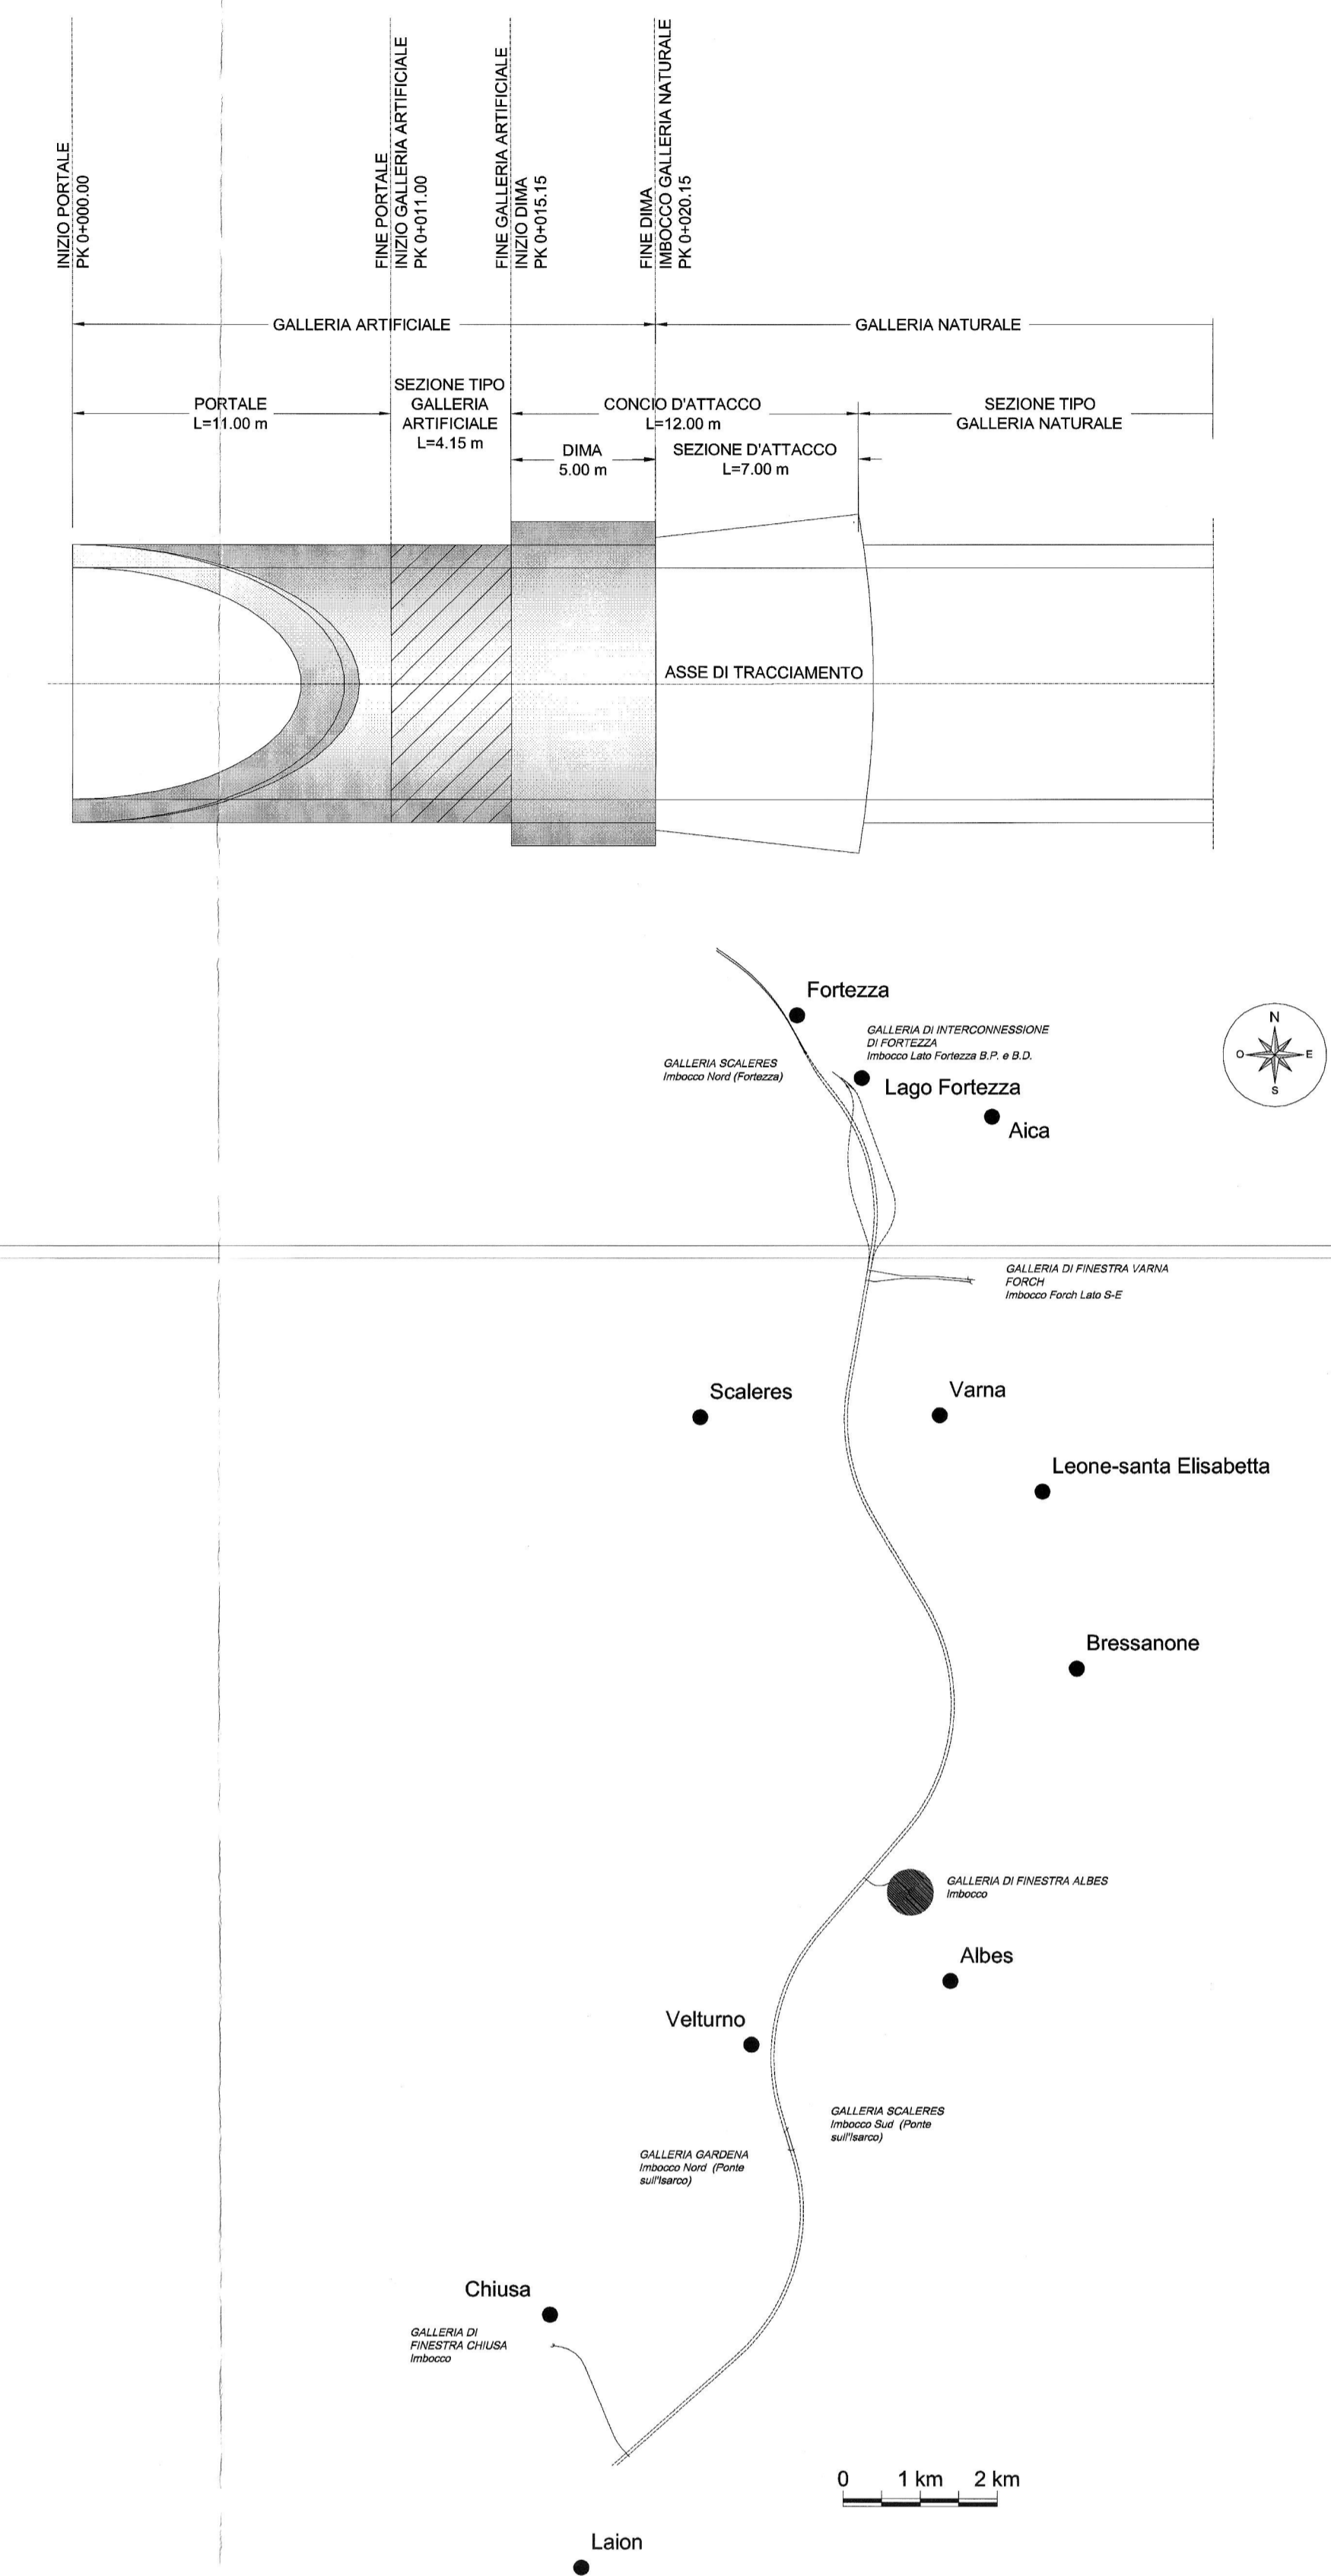 INIZIO PORTALE
PK 0+000.00
FINE PORTALE
INIZIO GALLERIA ARTIFICIALE
PK 0+011.00
FINE GALLERIA ARTIFICIALE
INIZIO DIMA
PK 0+015.15
FINE DIMA
IMBOCCO GALLERIA NATURALE
PK 0+020.15
GALLERIA ARTIFICIALE
GALLERIA NATURALE
PORTALE
L=11.00 m
SEZIONE TIPO
GALLERIA
ARTIFICIALE
L=4.15 m
CONCIO D'ATTACCO
L=12.00 m
SEZIONE TIPO
GALLERIA NATURALE
DIMA
5.00 m
SEZIONE D'ATTACCO
L=7.00 m
ASSE DI TRACCIAMENTO
Fortezza
GALLERIA DI INTERCONNESSIONE
DI FORTEZZA
Imbocco Lato Fortezza B.P. e B.D.
N
O
E
S
GALLERIA SCALERES
Imbocco Nord (Fortezza)
Lago Fortezza
Aica
GALLERIA DI FINESTRA VARNA
FORCH
Imbocco Forch Lato S-E
Scaleres
Varna
Leone-santa Elisabetta
Bressanone
GALLERIA DI FINESTRA ALBES
Imbocco
Albes
Velturno
GALLERIA SCALERES
Imbocco Sud (Ponte
sull'Isarco)
GALLERIA GARDENA
Imbocco Nord (Ponte
sull'Isarco)
Chiusa
GALLERIA DI
FINESTRA CHIUSA
Imbocco
0 1 km 2 km
Laion